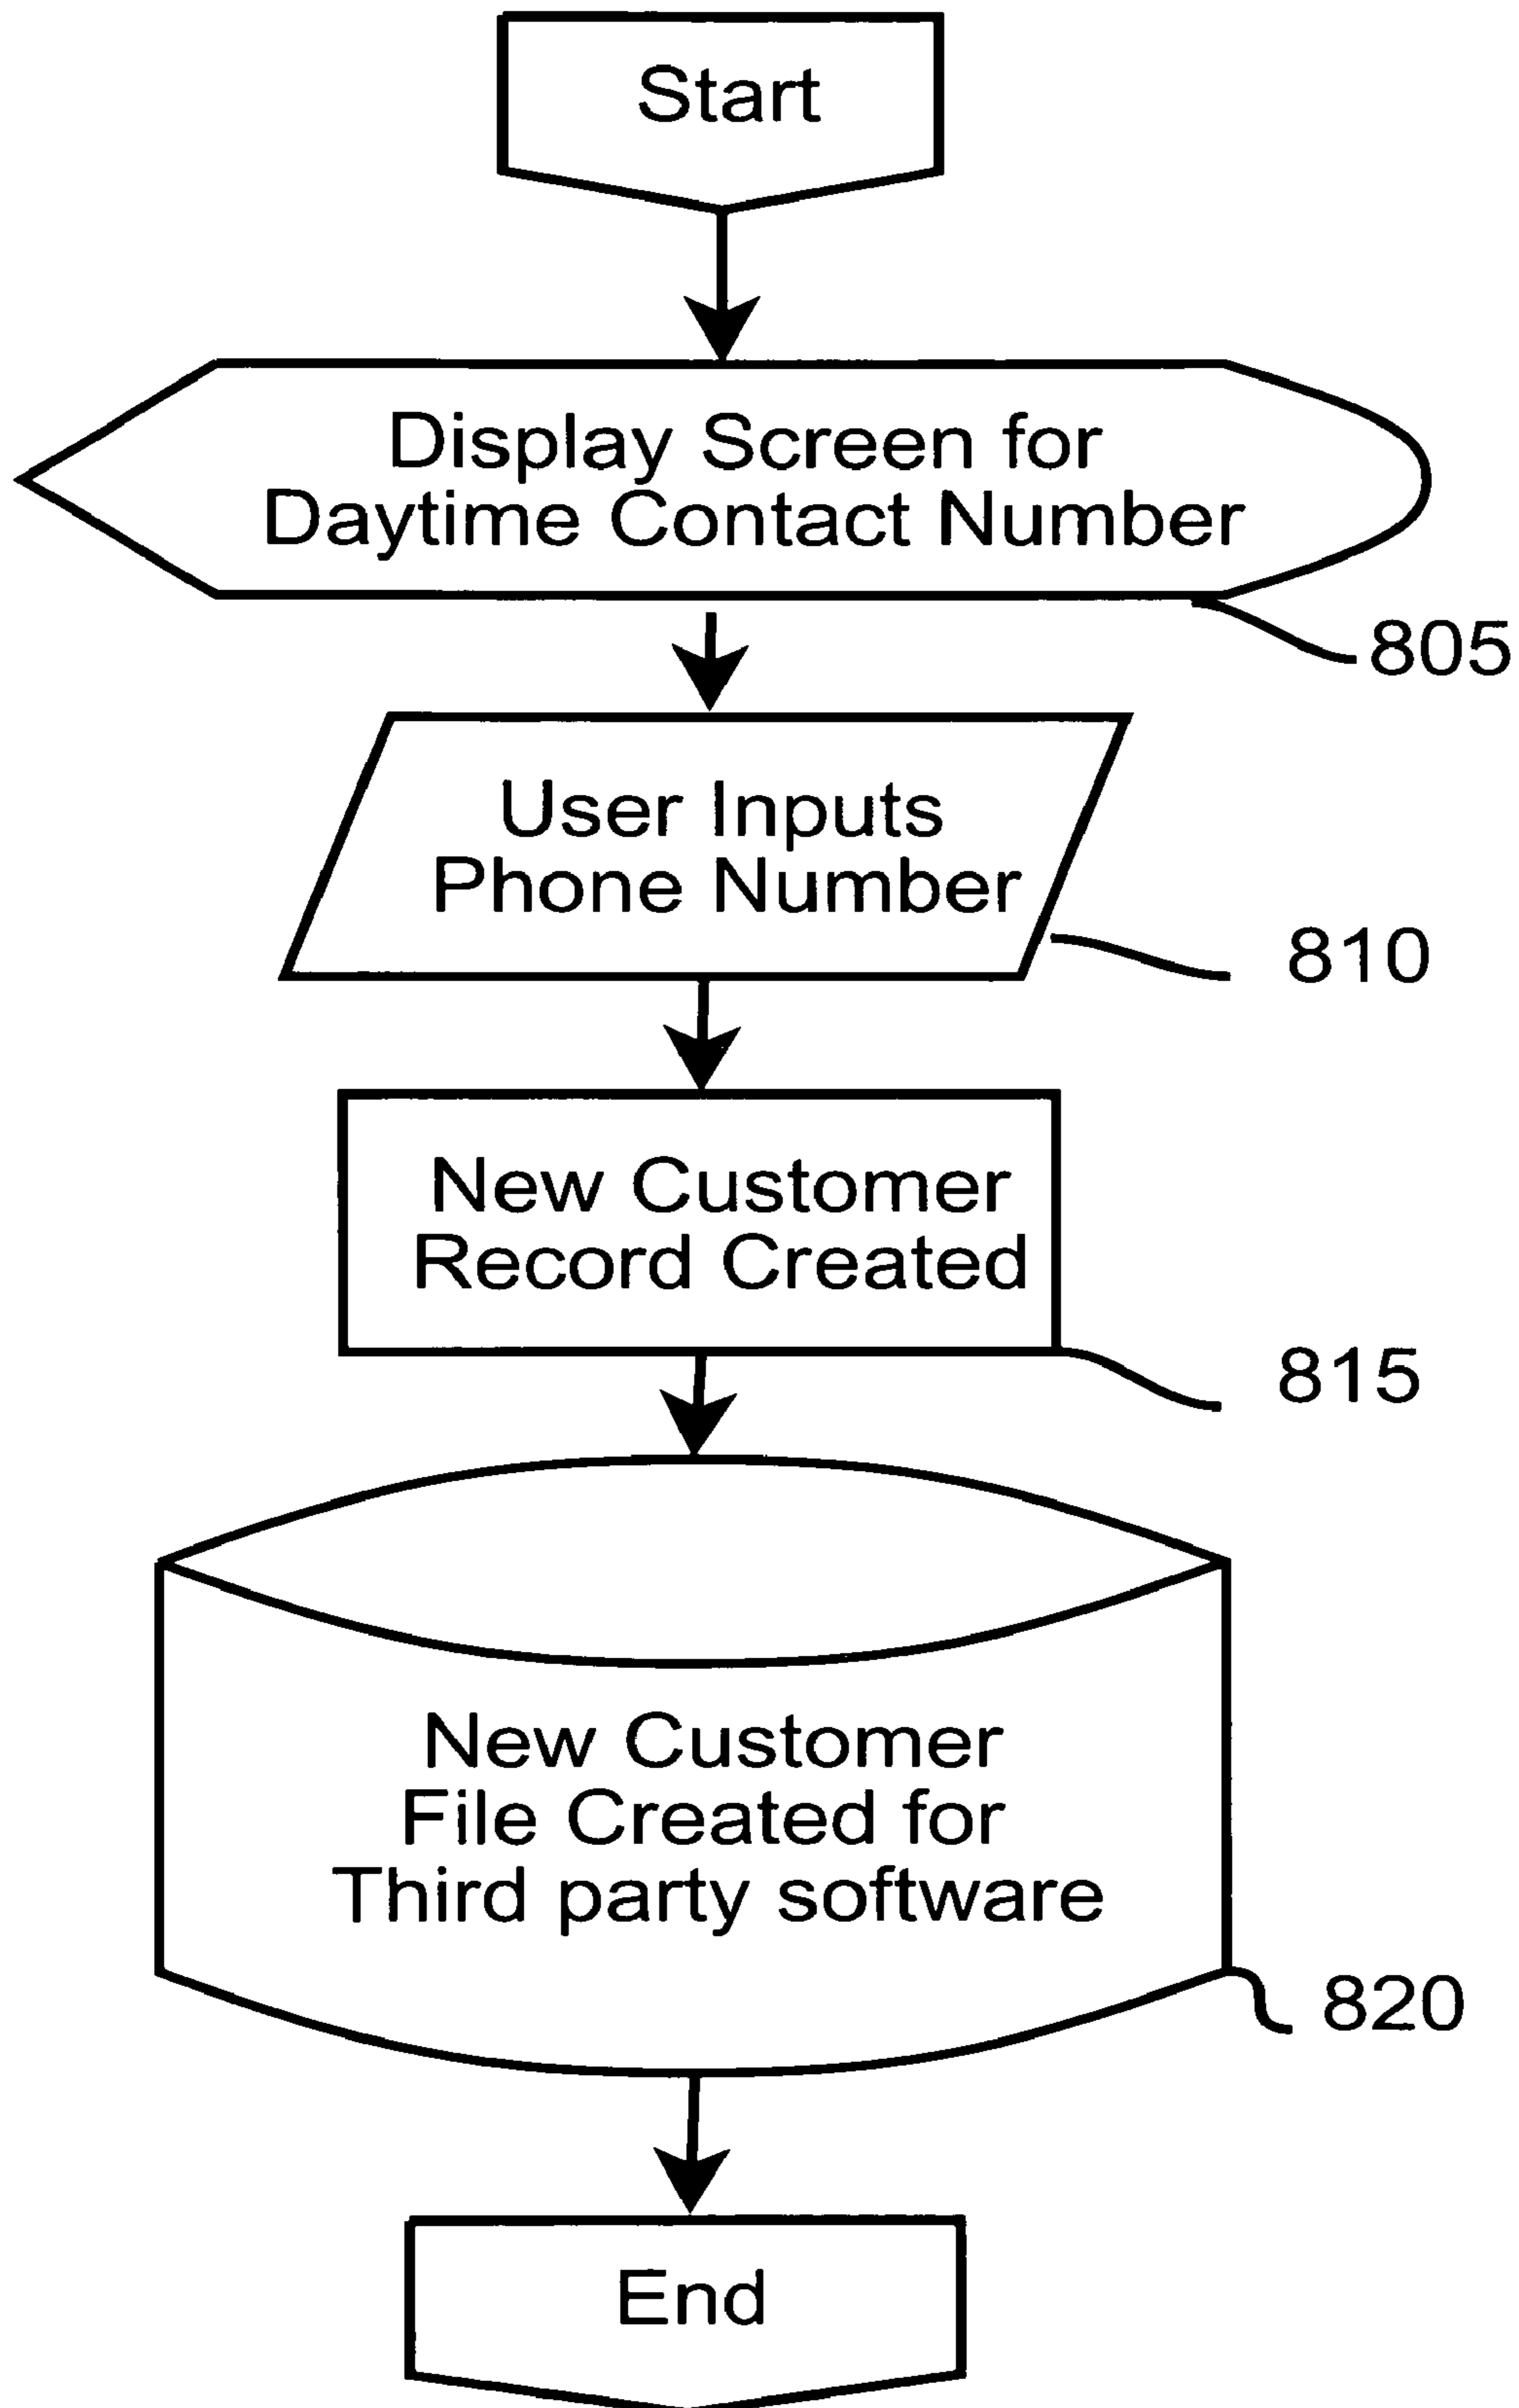 Start
Display Screen for
Daytime Contact Number
805
User Inputs
Phone Number
810
New Customer
Record Created
815
New Customer
File Created for
Third party software
820
End